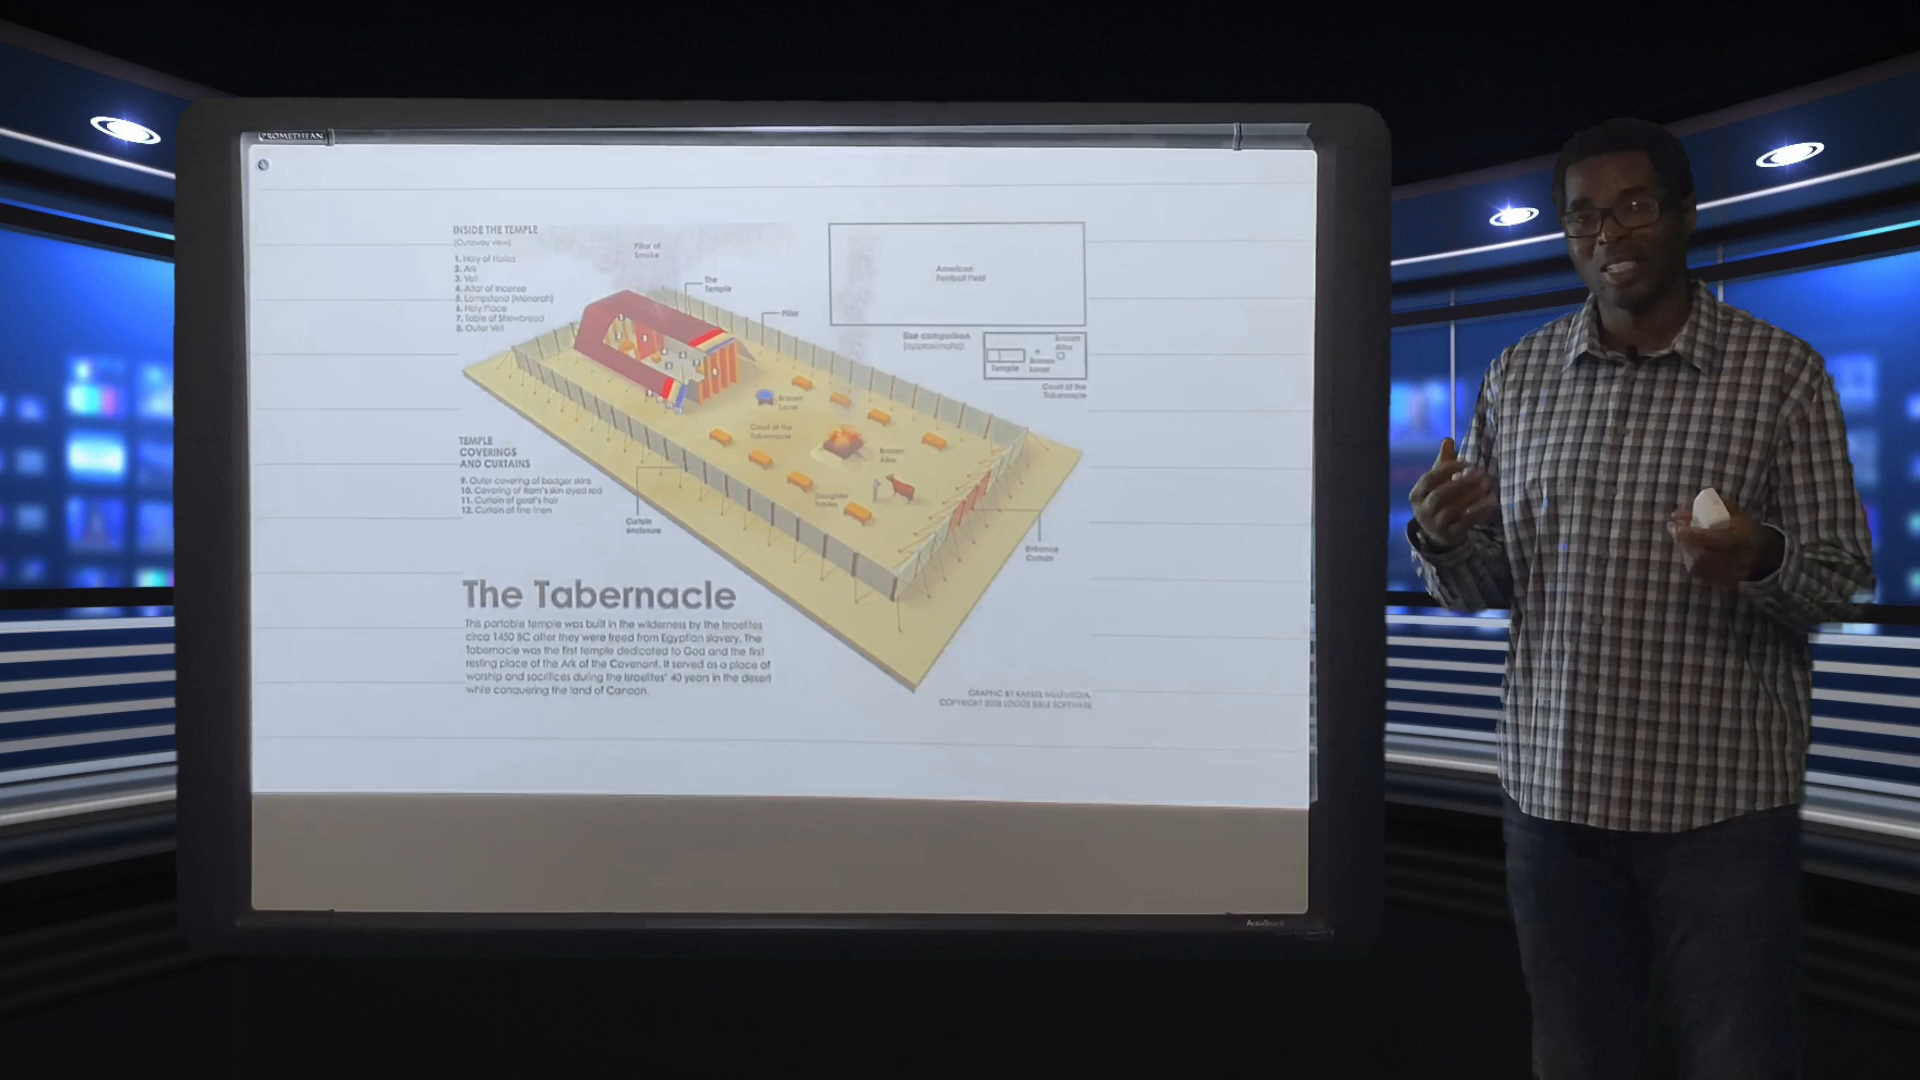 PROMETHEAN
INSIDE THE TEMPLE
(Cutaway view)
1. Holy of Holies
2. Ark
3. Veil
4. Altar of Incense
5. Lampstand (Menorah)
6. Holy Place
7. Table of Shewbread
8. Outer Veil
Pillar of
Smoke
The
Temple
Pillar
American
Football Field
Size comparison
(approximate)
Temple
Brazen
Laver
Brazen
Altar
Court of the
Tabernacle
Brazen
Laver
Court of the
Tabernacle
Brazen
Altar
Slaughter
Tables
TEMPLE
COVERINGS
AND CURTAINS
9. Outer covering of badger skins
10. Covering of Ram's skin dyed red
11. Curtain of goat's hair
12. Curtain of fine linen
Curtain
enclosure
Entrance
Curtain
The Tabernacle
This portable temple was built in the wilderness by the Israelites
circa 1450 BC after they were freed from Egyptian slavery. The
Tabernacle was the first temple dedicated to God and the first
resting place of the Ark of the Covenant. It served as a place of
worship and sacrifices during the Israelites' 40 years in the desert
while conquering the land of Canaan.
GRAPHIC BY KARBEL MULTIMEDIA
COPYRIGHT 2008 LOGOS BIBLE SOFTWARE